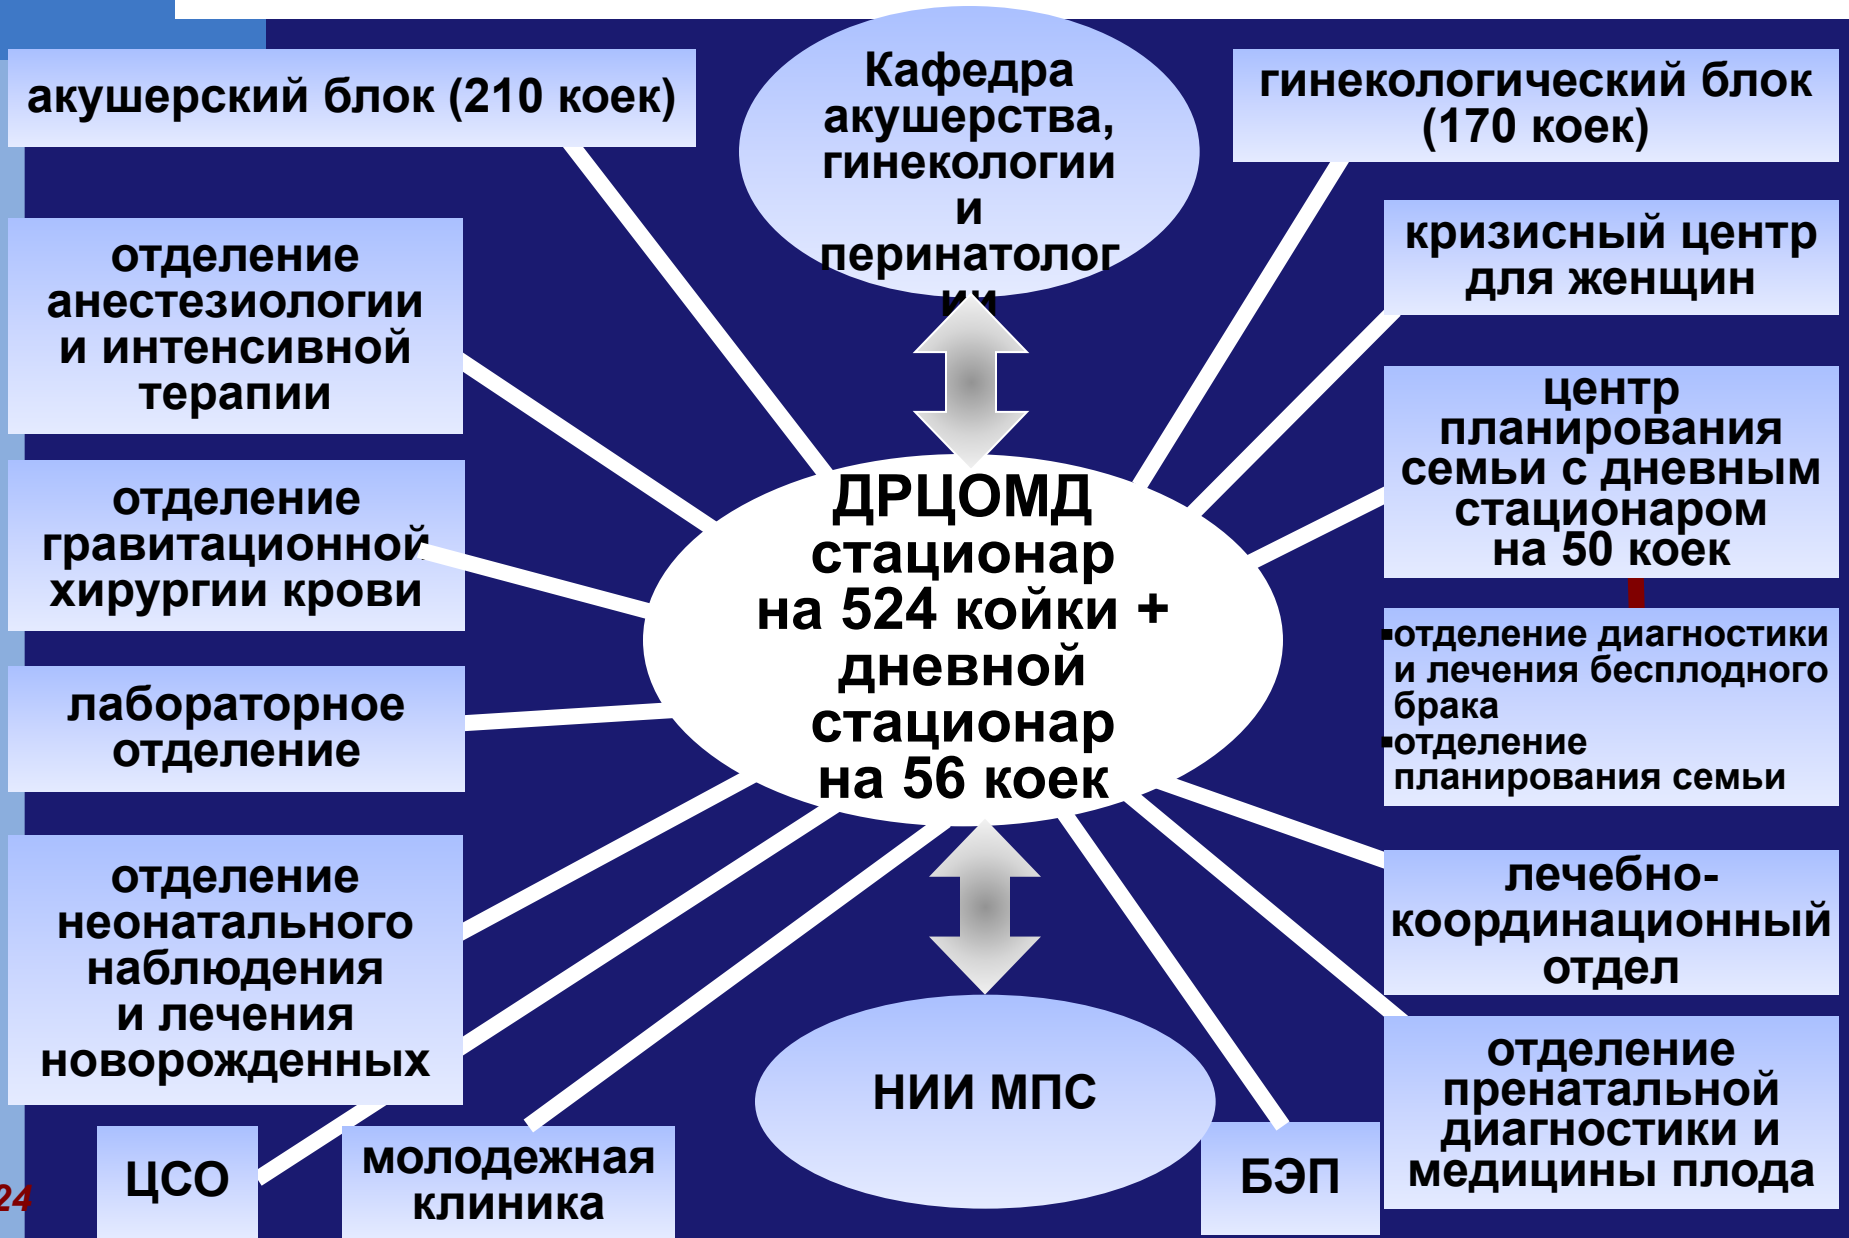 акушерский блок (210 коек)
Кафедра
акушерства,
гинекологии
и
перинатолог
ии
гинекологический блок
(170 коек)
отделение
анестезиологии
и интенсивной
терапии
кризисный центр
для женщин
отделение
гравитационной
хирургии крови
ДРЦОМД
стационар
на 524 койки +
дневной
стационар
на 56 коек
центр
планирования
семьи с дневным
стационаром
на 50 коек
лабораторное
отделение
▪отделение диагностики
и лечения бесплодного
брака
▪отделение
планирования семьи
отделение
неонатального
наблюдения
и лечения
новорожденных
лечебно-
координационный
отдел
НИИ МПС
отделение
пренатальной
диагностики и
медицины плода
ЦСО
молодежная
клиника
БЭП
24